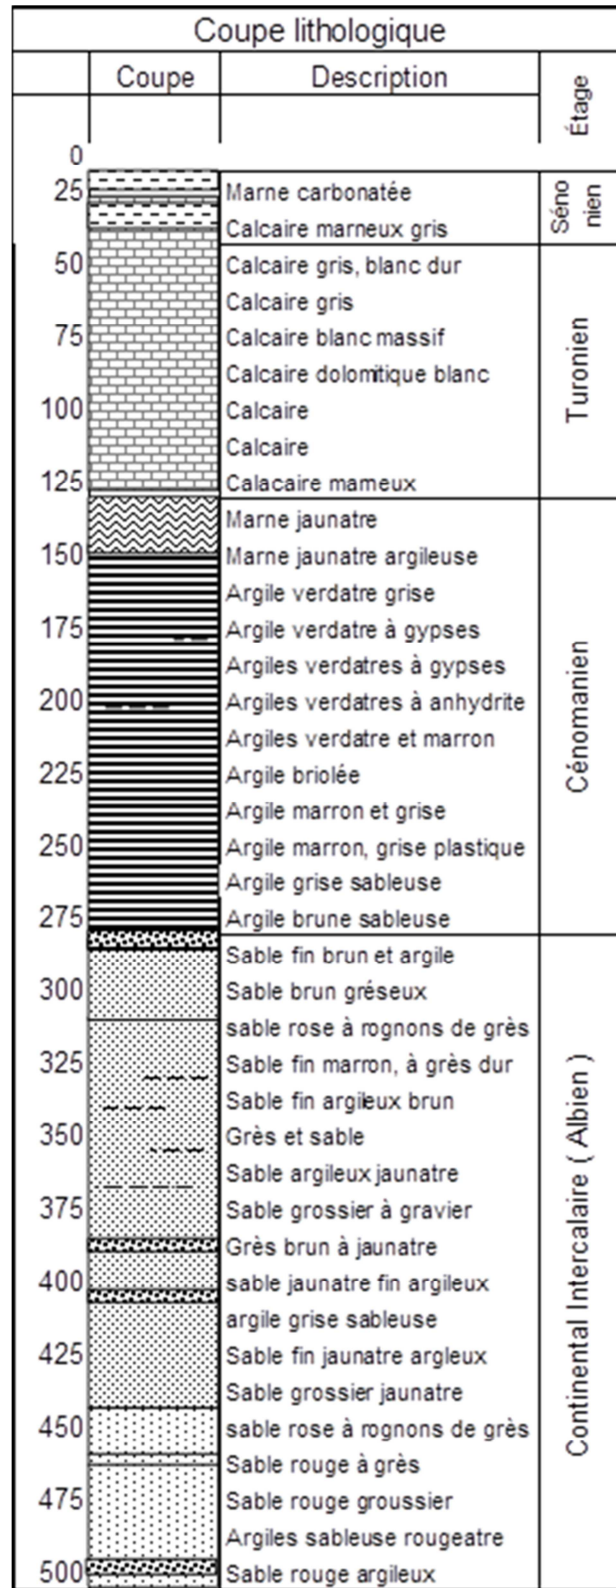 Coupe lithologique
Coupe
Description
Étage
0
25
Marne carbonatée
Séno
nien
Calcaire marneux gris
50
Calcaire gris, blanc dur
Calcaire gris
75
Calcaire blanc massif
Calcaire dolomitique blanc
Turonien
100
Calcaire
Calcaire
125
Calacaire marneux
Marne jaunatre
150
Marne jaunatre argileuse
Argile verdatre grise
175
Argile verdatre à gypses
Argiles verdatres à gypses
200
Argiles verdatres à anhydrite
Cénomanien
Argiles verdatre et marron
225
Argile briolée
Argile marron et grise
250
Argile marron, grise plastique
Argile grise sableuse
275
Argile brune sableuse
Sable fin brun et argile
300
Sable brun gréseux
sable rose à rognons de grès
325
Sable fin marron, à grès dur
Sable fin argileux brun
350
Grès et sable
Sable argileux jaunatre
375
Sable grossier à gravier
Continental Intercalaire ( Albien )
Grès brun à jaunatre
400
sable jaunatre fin argileux
argile grise sableuse
425
Sable fin jaunatre argleux
Sable grossier jaunatre
450
sable rose à rognons de grès
Sable rouge à grès
475
Sable rouge groussier
Argiles sableuse rougeatre
500
Sable rouge argileux